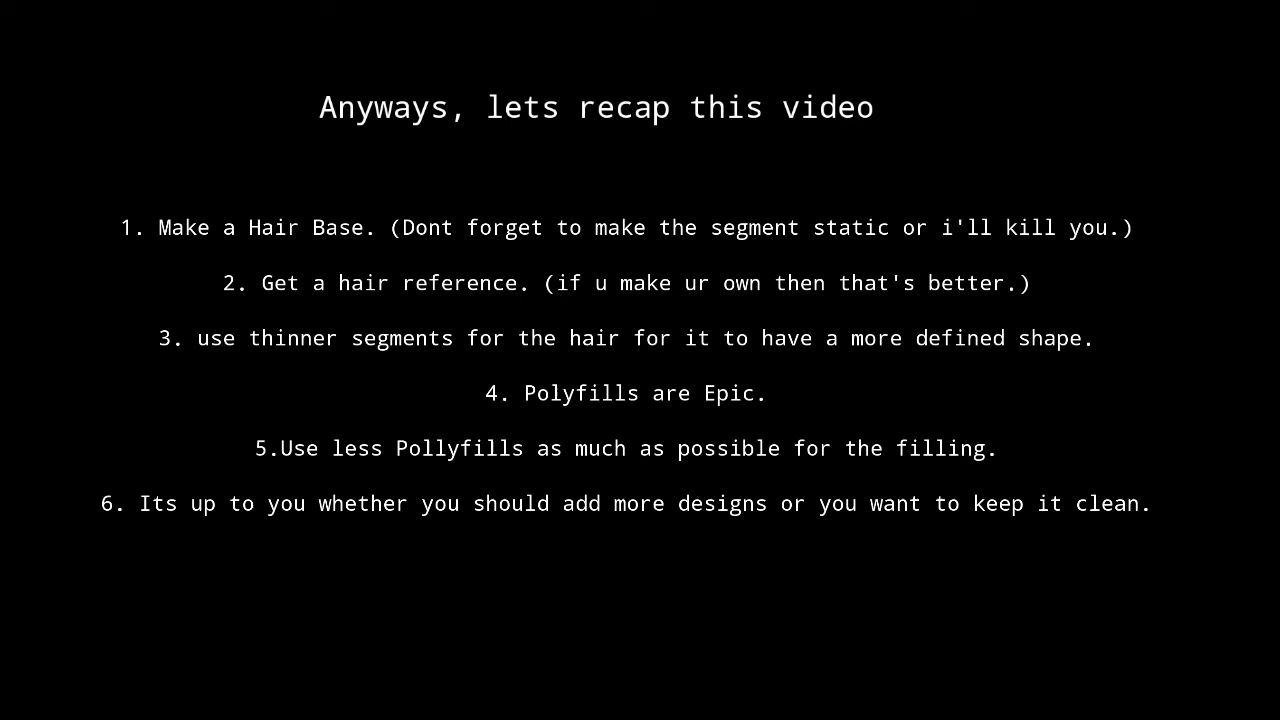 Anyways, lets recap this video
1. Make a Hair Base. (Dont forget to make the segment static or i'll kill you.)
2. Get a hair reference. (if u make ur own then that's better.)
3. use thinner segments for the hair for it to have a more defined shape.
4. Polyfills are Epic.
5.Use less Pollyfills as much as possible for the filling.
6. Its up to you whether you should add more designs or you want to keep it clean.